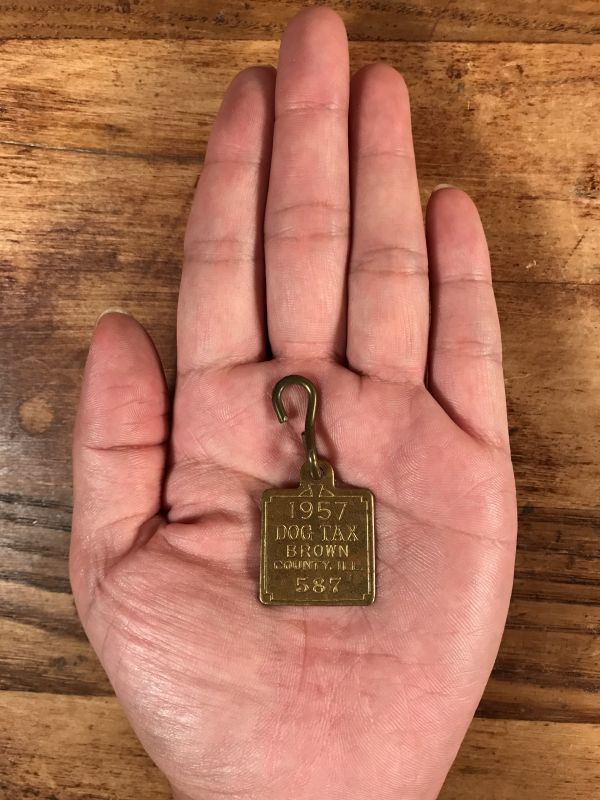 1957
DOG TAX
BROWN
COUNTY, ILL.
587